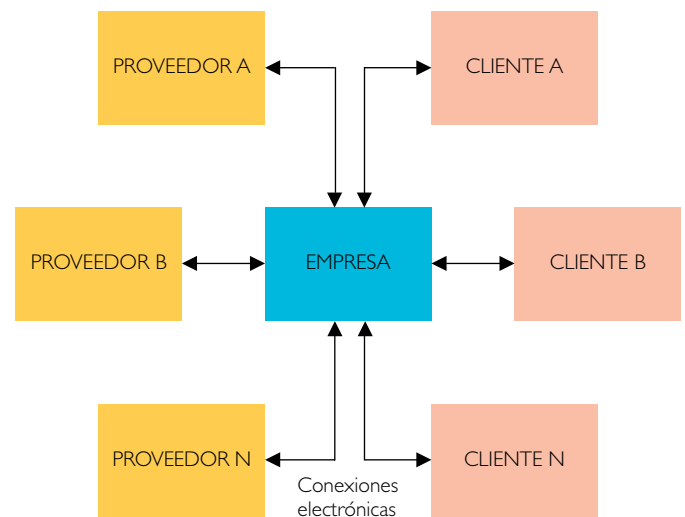 PROVEEDOR A
CLIENTE A
PROVEEDOR B
EMPRESA
CLIENTE B
PROVEEDOR N
CLIENTE N
Conexiones
electrónicas